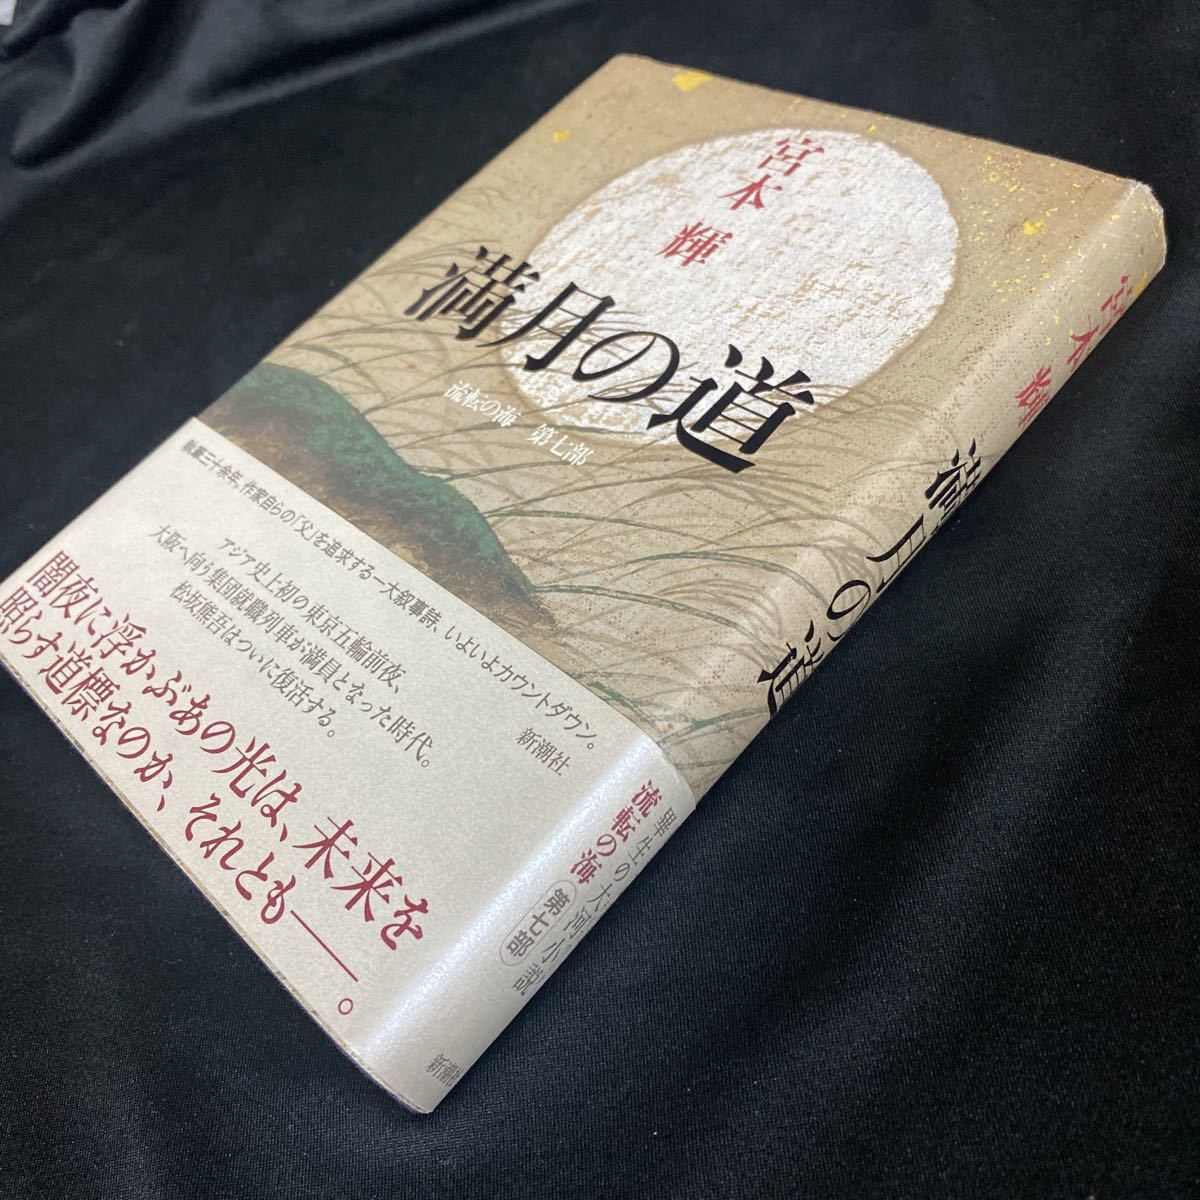 宮本 輝
満月の道
流転の海 第七部
執筆三十余年。作家自らの「父」を追求する一大叙事詩、いよいよカウントダウン。
新潮社
アジア史上初の東京五輪前夜、
大阪へ向う集団就職列車が満員となった時代。
松坂熊吾はついに復活する。
闇夜に浮かぶあの光は、未来を
照らす道標なのか、それとも――。
宮本 輝
満月の道
畢生の大河小説
流転の海 第七部
新潮社